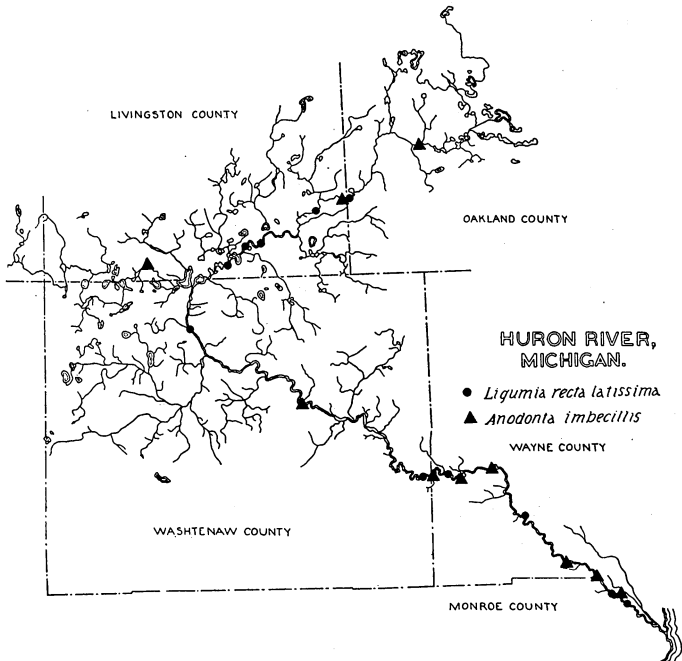 LIVINGSTON COUNTY
OAKLAND COUNTY
HURON RIVER,
MICHIGAN.
Ligumia recta latissima
Anodonta imbecillis
WAYNE COUNTY
WASHTENAW COUNTY
MONROE COUNTY